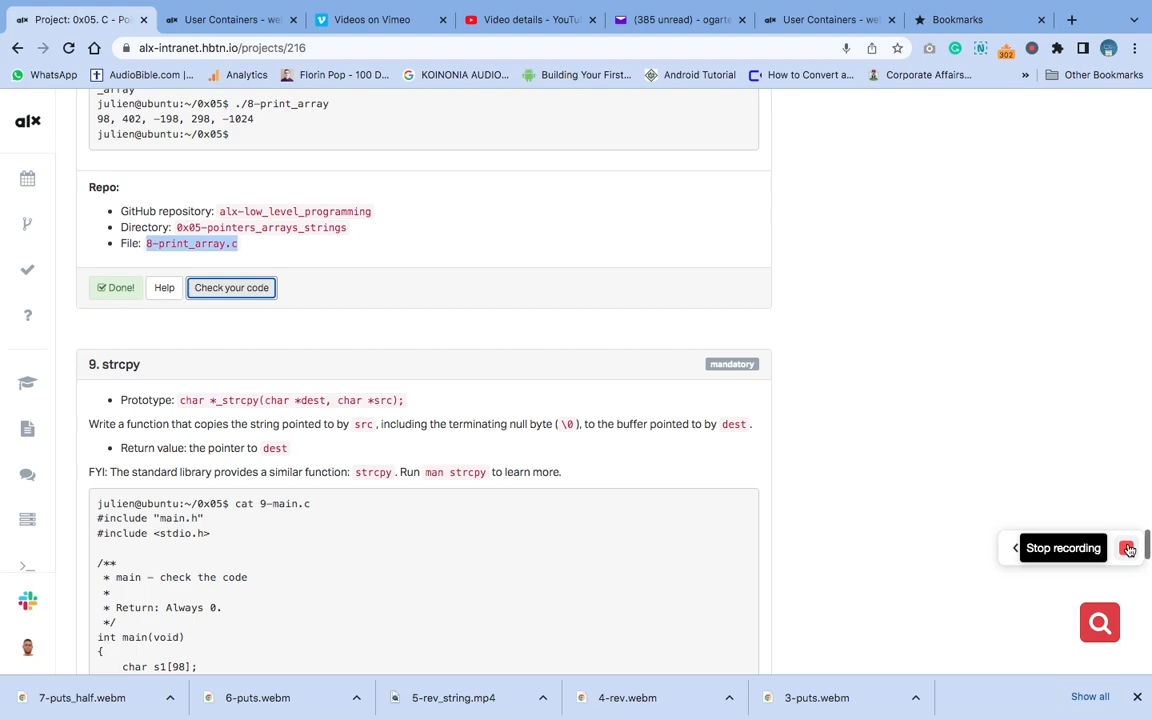 Project: 0x05. C - Po
User Containers - we
Videos on Vimeo
Video details - YouTu
(385 unread) - ogarte
User Containers - we
Bookmarks
alx-intranet.hbtn.io/projects/216
302
WhatsApp
AudioBible.com |...
Analytics
Florin Pop - 100 D...
KOINONIA AUDIO...
Building Your First...
Android Tutorial
How to Convert a...
Corporate Affairs...
»
Other Bookmarks
alx
_array
julien@ubuntu:~/0x05$ ./8-print_array
98, 402, -198, 298, -1024
julien@ubuntu:~/0x05$
Repo:
• GitHub repository: alx-low_level_programming
• Directory: 0x05-pointers_arrays_strings
• File: 8-print_array.c
Done!
Help
Check your code
9. strcpy
mandatory
• Prototype: char *_strcpy(char *dest, char *src);
Write a function that copies the string pointed to by src, including the terminating null byte (\0), to the buffer pointed to by dest.
• Return value: the pointer to dest
FYI: The standard library provides a similar function: strcpy. Run man strcpy to learn more.
julien@ubuntu:~/0x05$ cat 9-main.c
#include "main.h"
#include <stdio.h>
/**
* main - check the code
*
* Return: Always 0.
*/
int main(void)
{
char s1[98];
Stop recording
7-puts_half.webm
6-puts.webm
5-rev_string.mp4
4-rev.webm
3-puts.webm
Show all